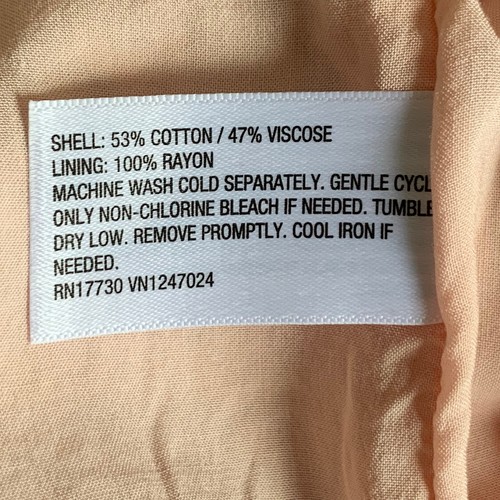 SHELL: 53% COTTON / 47% VISCOSE
LINING: 100% RAYON
MACHINE WASH COLD SEPARATELY. GENTLE CYCL
ONLY NON-CHLORINE BLEACH IF NEEDED. TUMBLE
DRY LOW. REMOVE PROMPTLY. COOL IRON IF
NEEDED.
RN17730 VN1247024